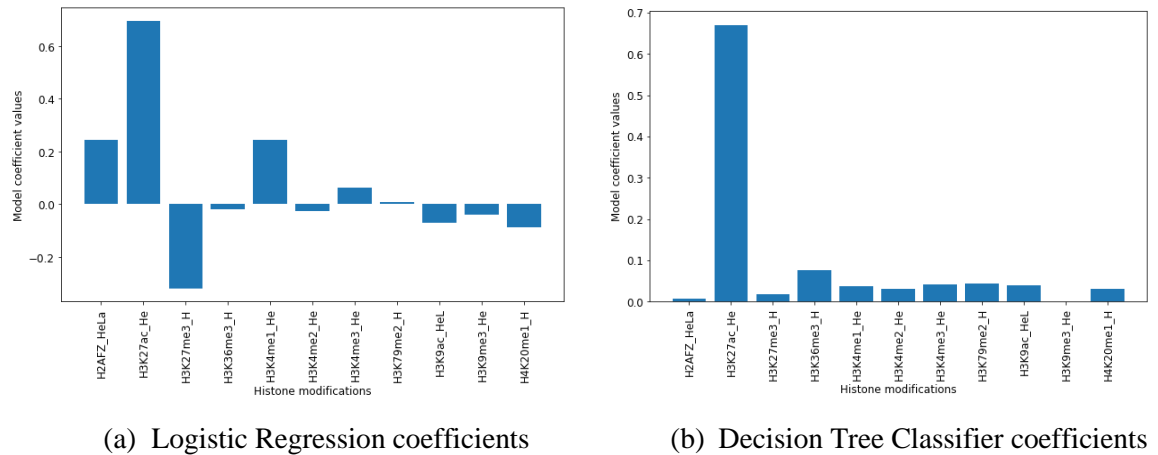 0.6
0.4
0.2
0.0
−0.2
Model coefficient values
H2AFZ_HeLa
H3K27ac_He
H3K27me3_H
H3K36me3_H
H3K4me1_He
H3K4me2_He
H3K4me3_He
H3K79me2_H
H3K9ac_HeL
H3K9me3_He
H4K20me1_H
Histone modifications
(a) Logistic Regression coefficients
0.7
0.6
0.5
0.4
0.3
0.2
0.1
0.0
Model coefficient values
H2AFZ_HeLa
H3K27ac_He
H3K27me3_H
H3K36me3_H
H3K4me1_He
H3K4me2_He
H3K4me3_He
H3K79me2_H
H3K9ac_HeL
H3K9me3_He
H4K20me1_H
Histone modifications
(b) Decision Tree Classifier coefficients